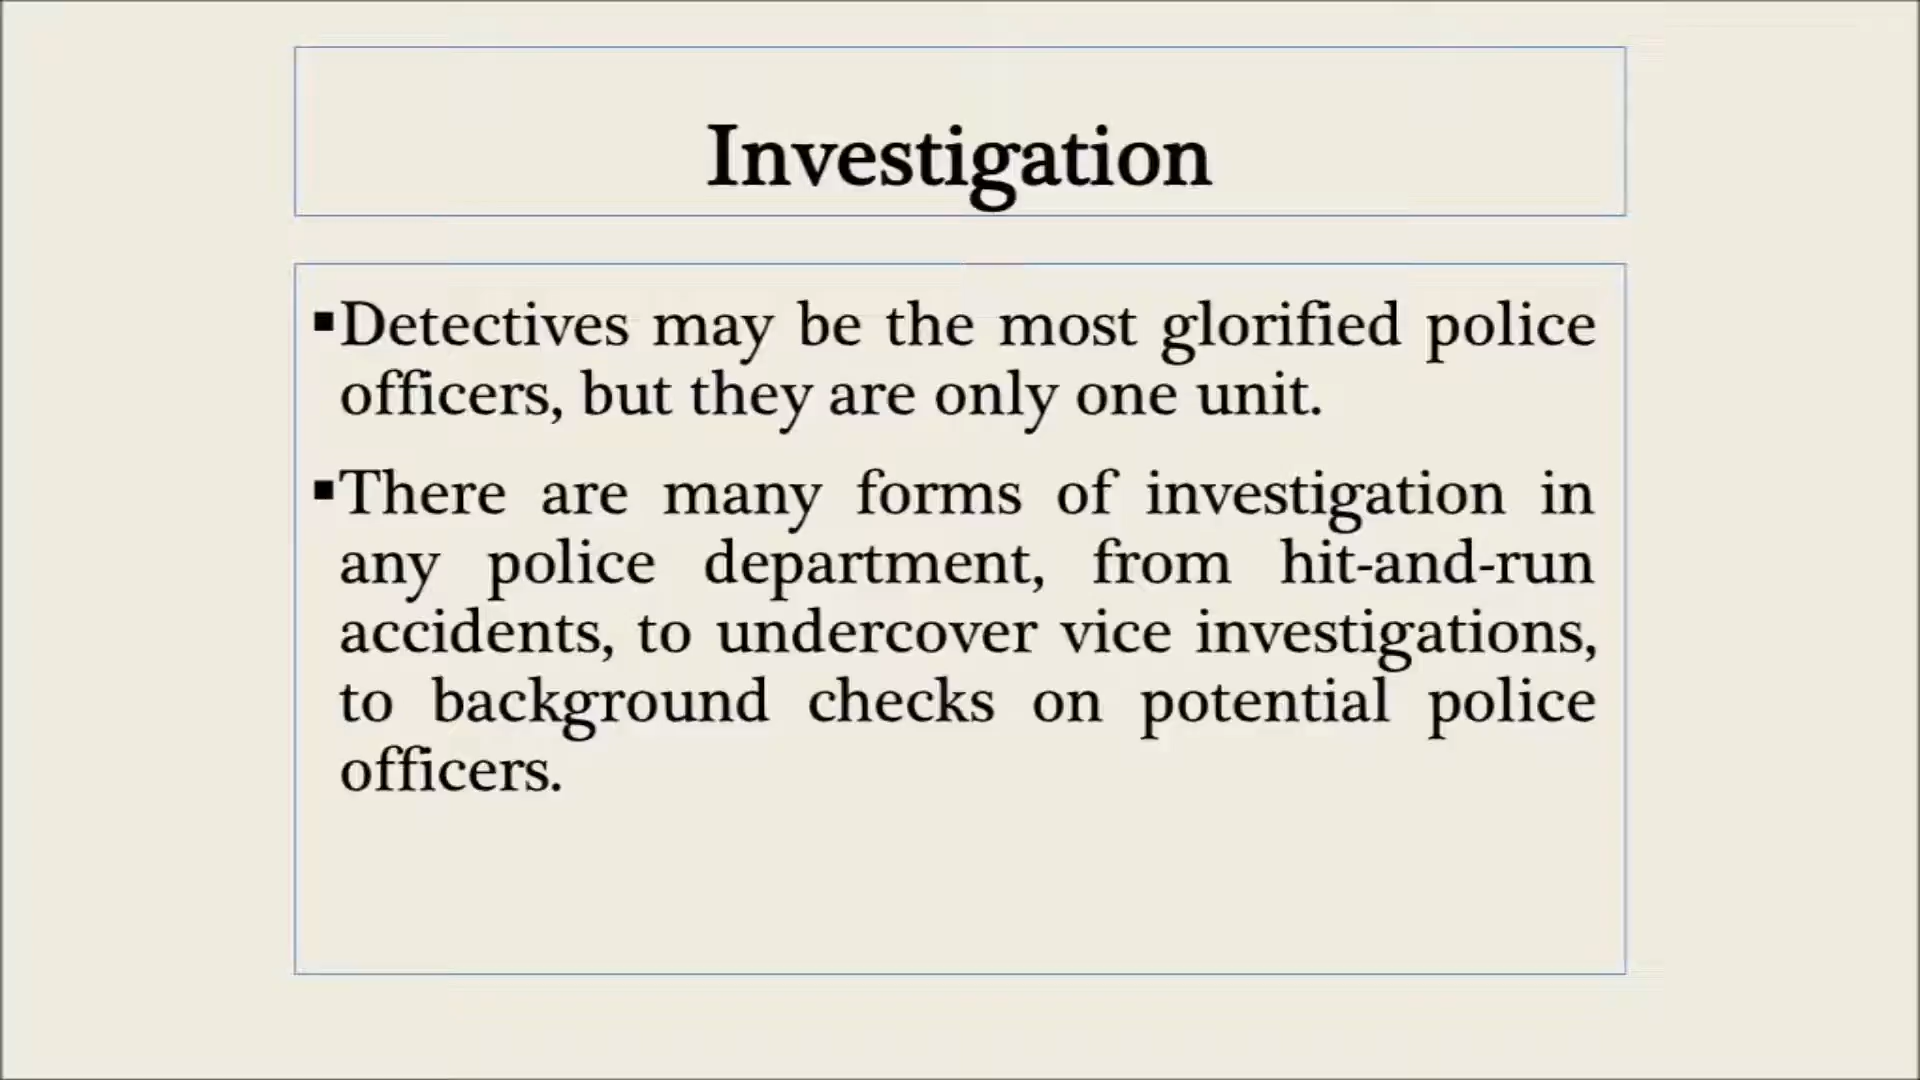 Investigation
▪Detectives may be the most glorified police
officers, but they are only one unit.
▪There are many forms of investigation in
any police department, from hit-and-run
accidents, to undercover vice investigations,
to background checks on potential police
officers.